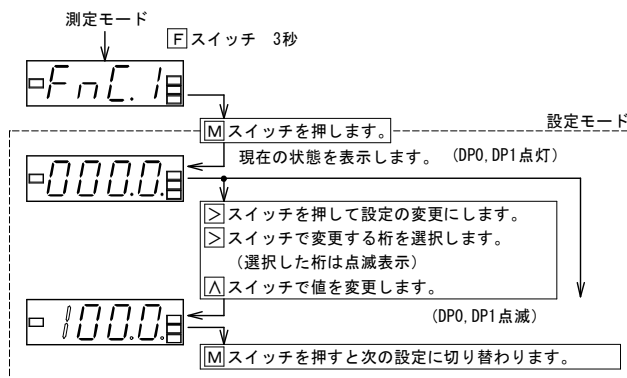 測定モード
Fスイッチ 3秒
FnC.1
Mスイッチを押します。
設定モード
現在の状態を表示します。 (DP0,DP1点灯)
-000.0.
>スイッチを押して設定の変更にします。
>スイッチで変更する桁を選択します。
(選択した桁は点滅表示)
∧スイッチで値を変更します。
(DP0,DP1点滅)
-100.0.
Mスイッチを押すと次の設定に切り替わります。